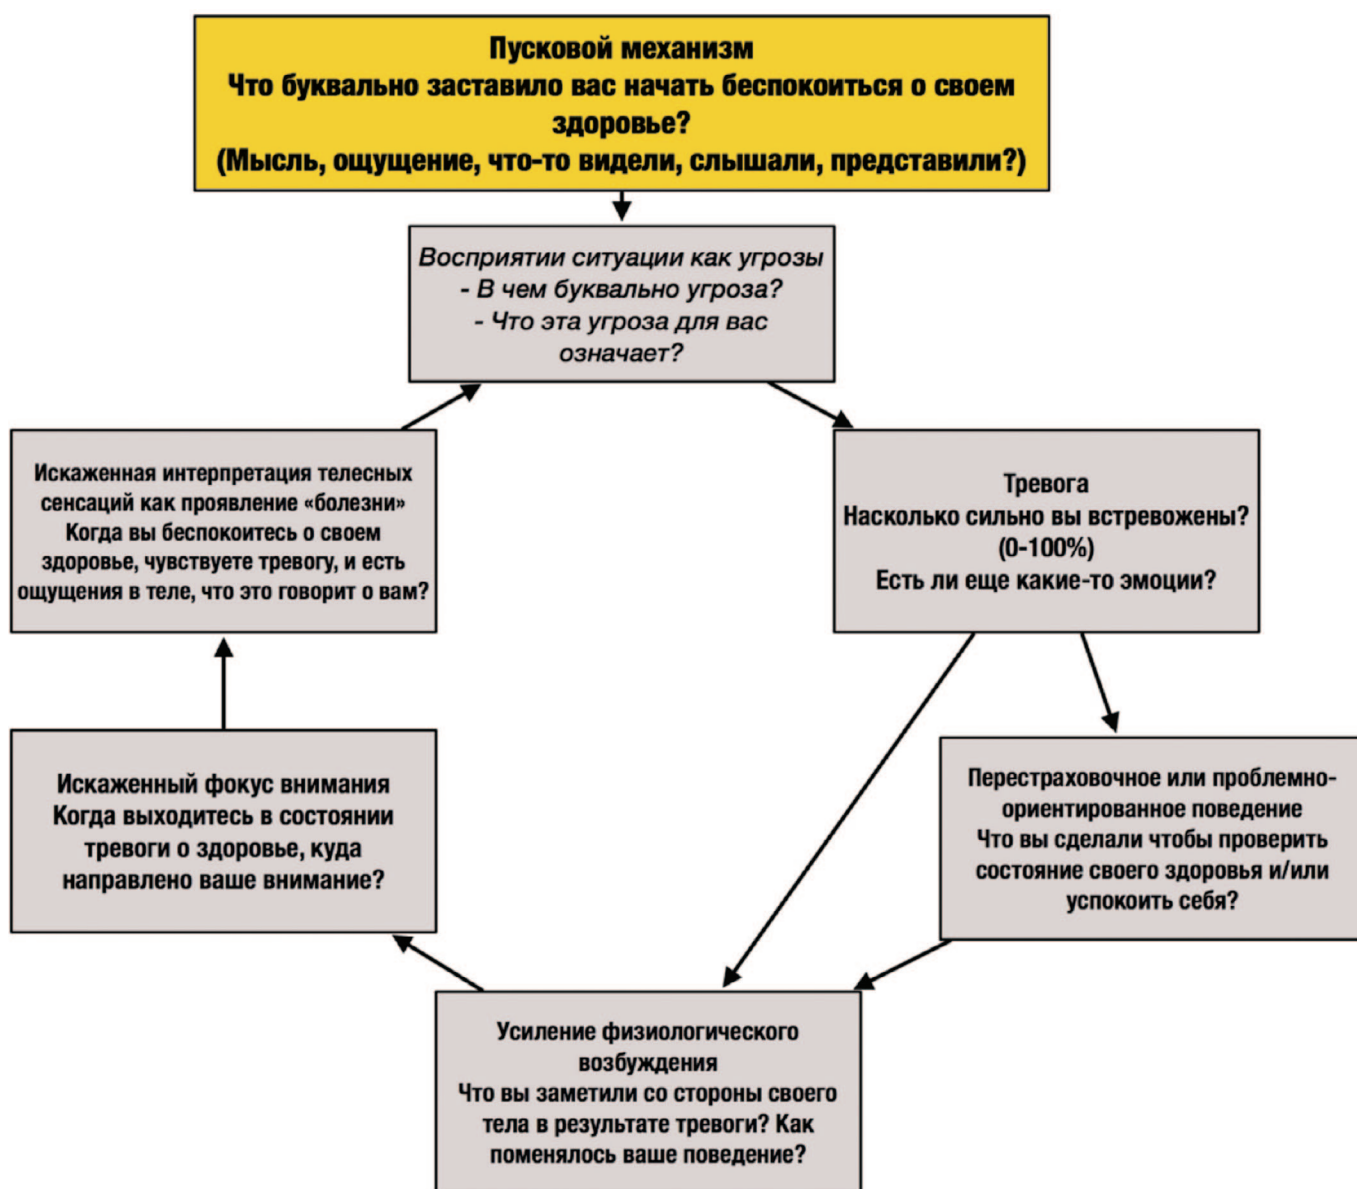 Пусковой механизм
Что буквально заставило вас начать беспокоиться о своем
здоровье?
(Мысль, ощущение, что-то видели, слышали, представили?)
Восприятии ситуации как угрозы
- В чем буквально угроза?
- Что эта угроза для вас
означает?
Тревога
Насколько сильно вы встревожены?
(0-100%)
Есть ли еще какие-то эмоции?
Перестраховочное или проблемно-
ориентированное поведение
Что вы сделали чтобы проверить
состояние своего здоровья и/или
успокоить себя?
Усиление физиологического
возбуждения
Что вы заметили со стороны своего
тела в результате тревоги? Как
поменялось ваше поведение?
Искаженный фокус внимания
Когда выходитесь в состоянии
тревоги о здоровье, куда
направлено ваше внимание?
Искаженная интерпретация телесных
сенсаций как проявление «болезни»
Когда вы беспокоитесь о своем
здоровье, чувствуете тревогу, и есть
ощущения в теле, что это говорит о вам?